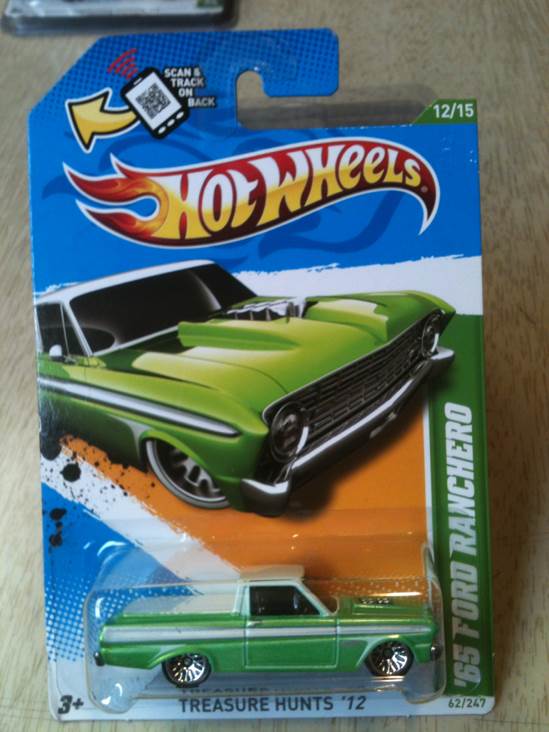 SCAN &
TRACK
ON
BACK
12/15
HOT WHEELS
'65 FORD RANCHERO
TREASURE HUNTS '12
3+
62/247